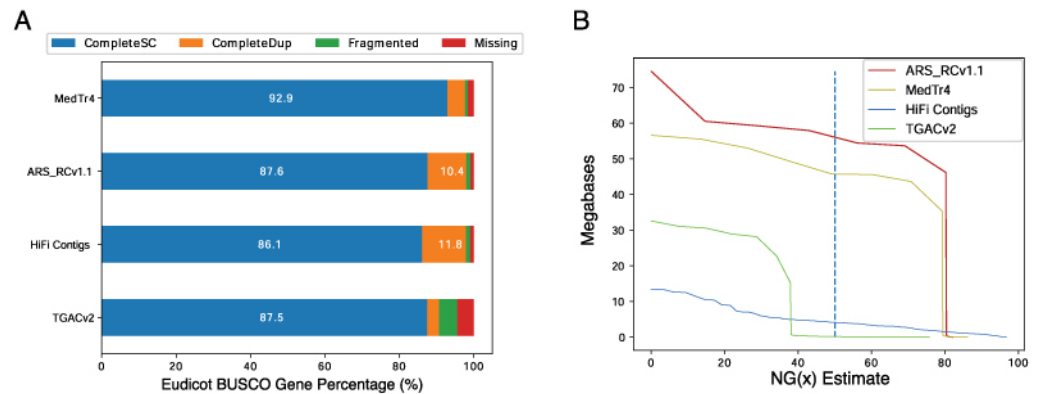 A
CompleteSC CompleteDup Fragmented Missing
MedTr4 92.9
ARS_RCv1.1 87.6 10.4
HiFi Contigs 86.1 11.8
TGACv2 87.5
0 20 40 60 80 100
Eudicot BUSCO Gene Percentage (%)
B
ARS_RCv1.1
MedTr4
HiFi Contigs
TGACv2
70
60
50
40
30
20
10
0
Megabases
0 20 40 60 80 100
NG(x) Estimate